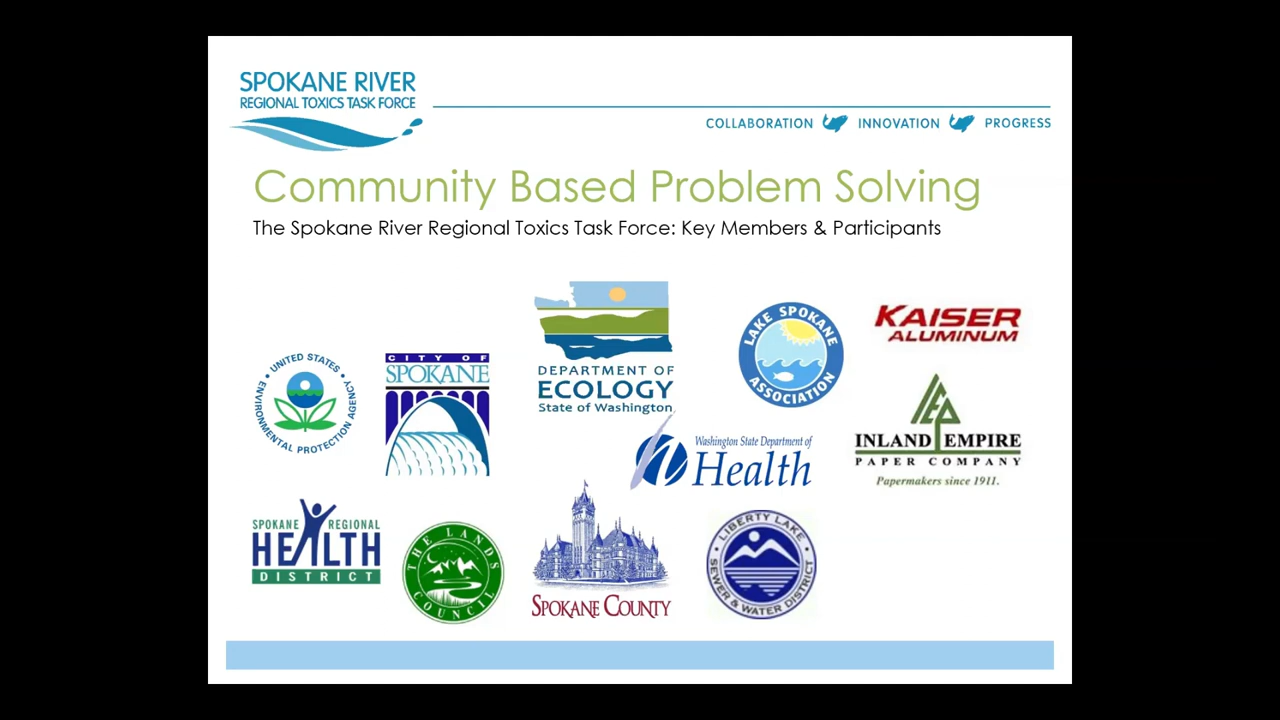 SPOKANE RIVER
REGIONAL TOXICS TASK FORCE
COLLABORATION INNOVATION PROGRESS
Community Based Problem Solving
The Spokane River Regional Toxics Task Force: Key Members & Participants
UNITED STATES
ENVIRONMENTAL PROTECTION AGENCY
CITY OF
SPOKANE
DEPARTMENT OF
ECOLOGY
State of Washington
LAKE SPOKANE
ASSOCIATION
KAISER
ALUMINUM
Washington State Department of
Health
IEP
INLAND EMPIRE
PAPER COMPANY
Papermakers since 1911.
SPOKANE REGIONAL
HEALTH
DISTRICT
THE LANDS
COUNCIL
SPOKANE COUNTY
LIBERTY LAKE
SEWER & WATER DISTRICT